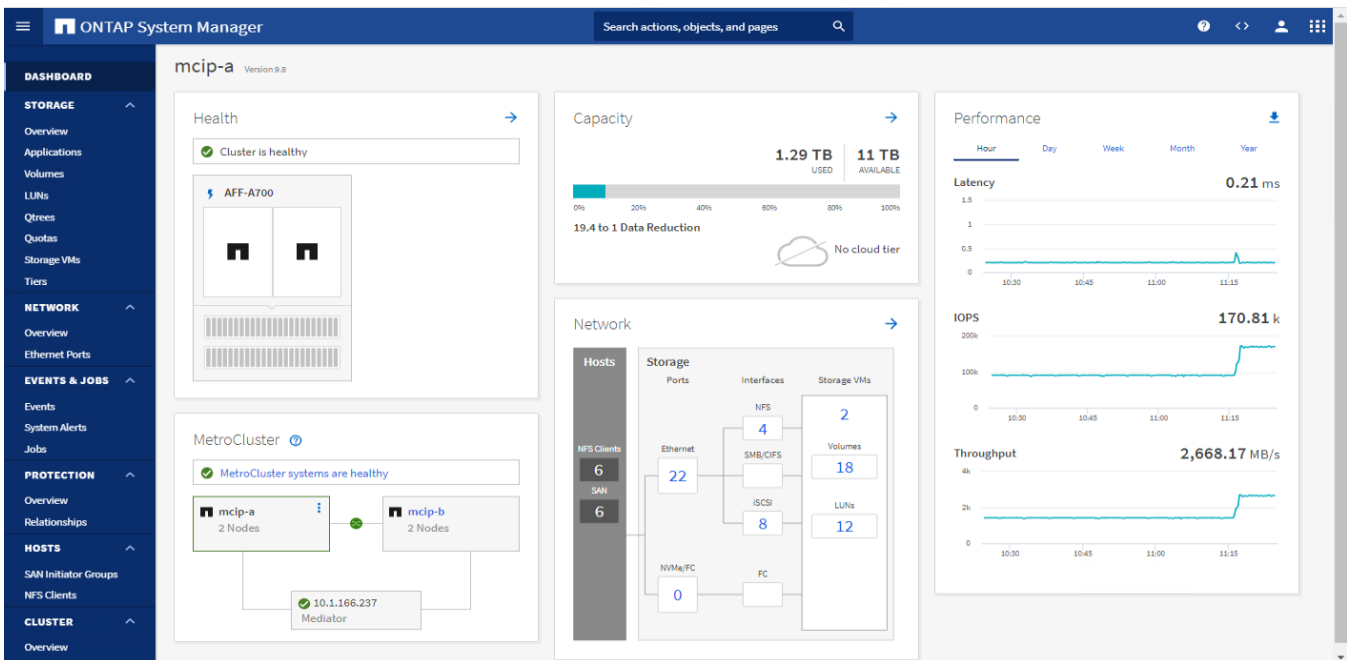 ONTAP System Manager
Search actions, objects, and pages
DASHBOARD
STORAGE
Overview
Applications
Volumes
LUNs
Qtrees
Quotas
Storage VMs
Tiers
NETWORK
Overview
Ethernet Ports
EVENTS & JOBS
Events
System Alerts
Jobs
PROTECTION
Overview
Relationships
HOSTS
SAN Initiator Groups
NFS Clients
CLUSTER
Overview
mcip-a Version 9.8
Health
Cluster is healthy
AFF-A700
MetroCluster
MetroCluster systems are healthy
mcip-a
2 Nodes
mcip-b
2 Nodes
10.1.166.237
Mediator
Capacity
1.29 TB 11 TB
USED AVAILABLE
0% 20% 40% 60% 80% 100%
19.4 to 1 Data Reduction
No cloud tier
Network
Hosts
NFS Clients
6
SAN
6
Storage
Ports Interfaces Storage VMs
Ethernet
22
NVMe/FC
0
NFS
4
SMB/CIFS
iSCSI
8
FC
2
Volumes
18
LUNs
12
Performance
Hour Day Week Month Year
Latency 0.21 ms
1.5
1
0.5
0
10:30 10:45 11:00 11:15
IOPS 170.81 k
200k
100k
0
10:30 10:45 11:00 11:15
Throughput 2,668.17 MB/s
4k
2k
0
10:30 10:45 11:00 11:15